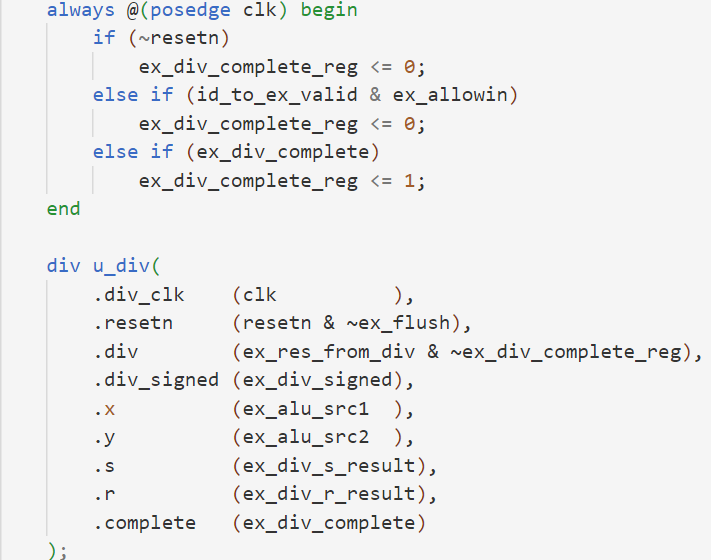 always @(posedge clk) begin
    if (~resetn)
        ex_div_complete_reg <= 0;
    else if (id_to_ex_valid & ex_allowin)
        ex_div_complete_reg <= 0;
    else if (ex_div_complete)
        ex_div_complete_reg <= 1;
end
div u_div(
    .div_clk    (clk          ),
    .resetn     (resetn & ~ex_flush),
    .div        (ex_res_from_div & ~ex_div_complete_reg),
    .div_signed (ex_div_signed),
    .x          (ex_alu_src1  ),
    .y          (ex_alu_src2  ),
    .s          (ex_div_s_result),
    .r          (ex_div_r_result),
    .complete   (ex_div_complete)
);